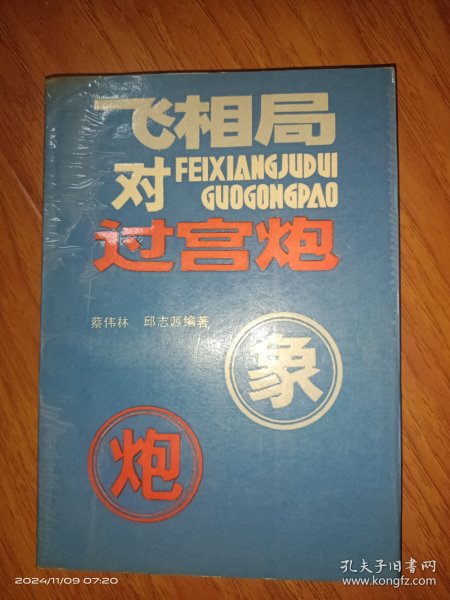 飞相局
对
FEIXIANGJUDUI
GUOGONGPAO
过宫炮
蔡伟林 邱志源编著
象
炮
2024/11/09 07:20
孔夫子旧书网
www.kongfz.com